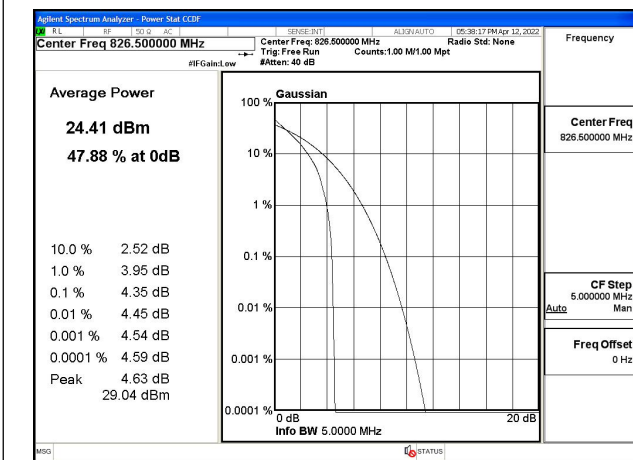 Agilent Spectrum Analyzer - Power Stat CCDF
LXI RL RF 50 Ω AC SENSE:INT ALIGN AUTO 05:38:17 PM Apr 12, 2022
Center Freq 826.500000 MHz
Center Freq: 826.500000 MHz Radio Std: None
Trig: Free Run Counts:1.00 M/1.00 Mpt
#IFGain:Low #Atten: 40 dB
Frequency
Average Power
24.41 dBm
47.88 % at 0dB
10.0 % 2.52 dB
1.0 % 3.95 dB
0.1 % 4.35 dB
0.01 % 4.45 dB
0.001 % 4.54 dB
0.0001 % 4.59 dB
Peak 4.63 dB
29.04 dBm
Gaussian
100 %
10 %
1 %
0.1 %
0.01 %
0.001 %
0.0001 %
0 dB 20 dB
Info BW 5.0000 MHz
Center Freq
826.500000 MHz
CF Step
5.000000 MHz
Auto Man
Freq Offset
0 Hz
MSG STATUS